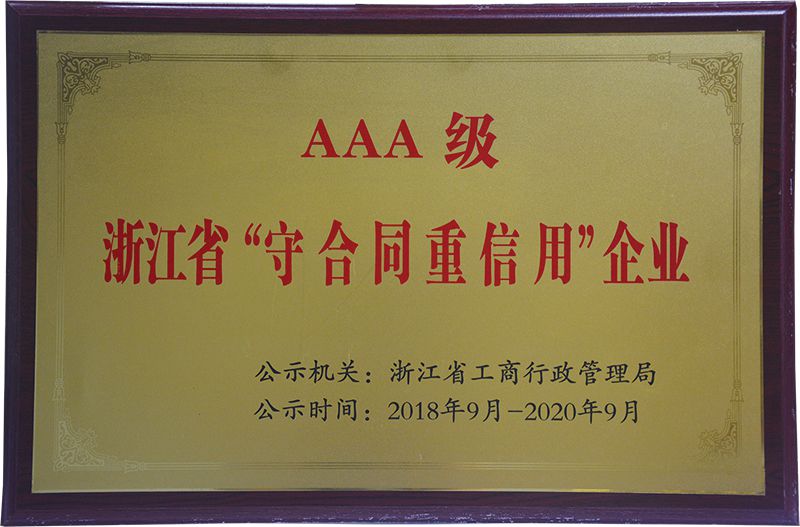 AAA 级
浙江省“守合同重信用”企业
公示机关：浙江省工商行政管理局
公示时间：2018年9月-2020年9月